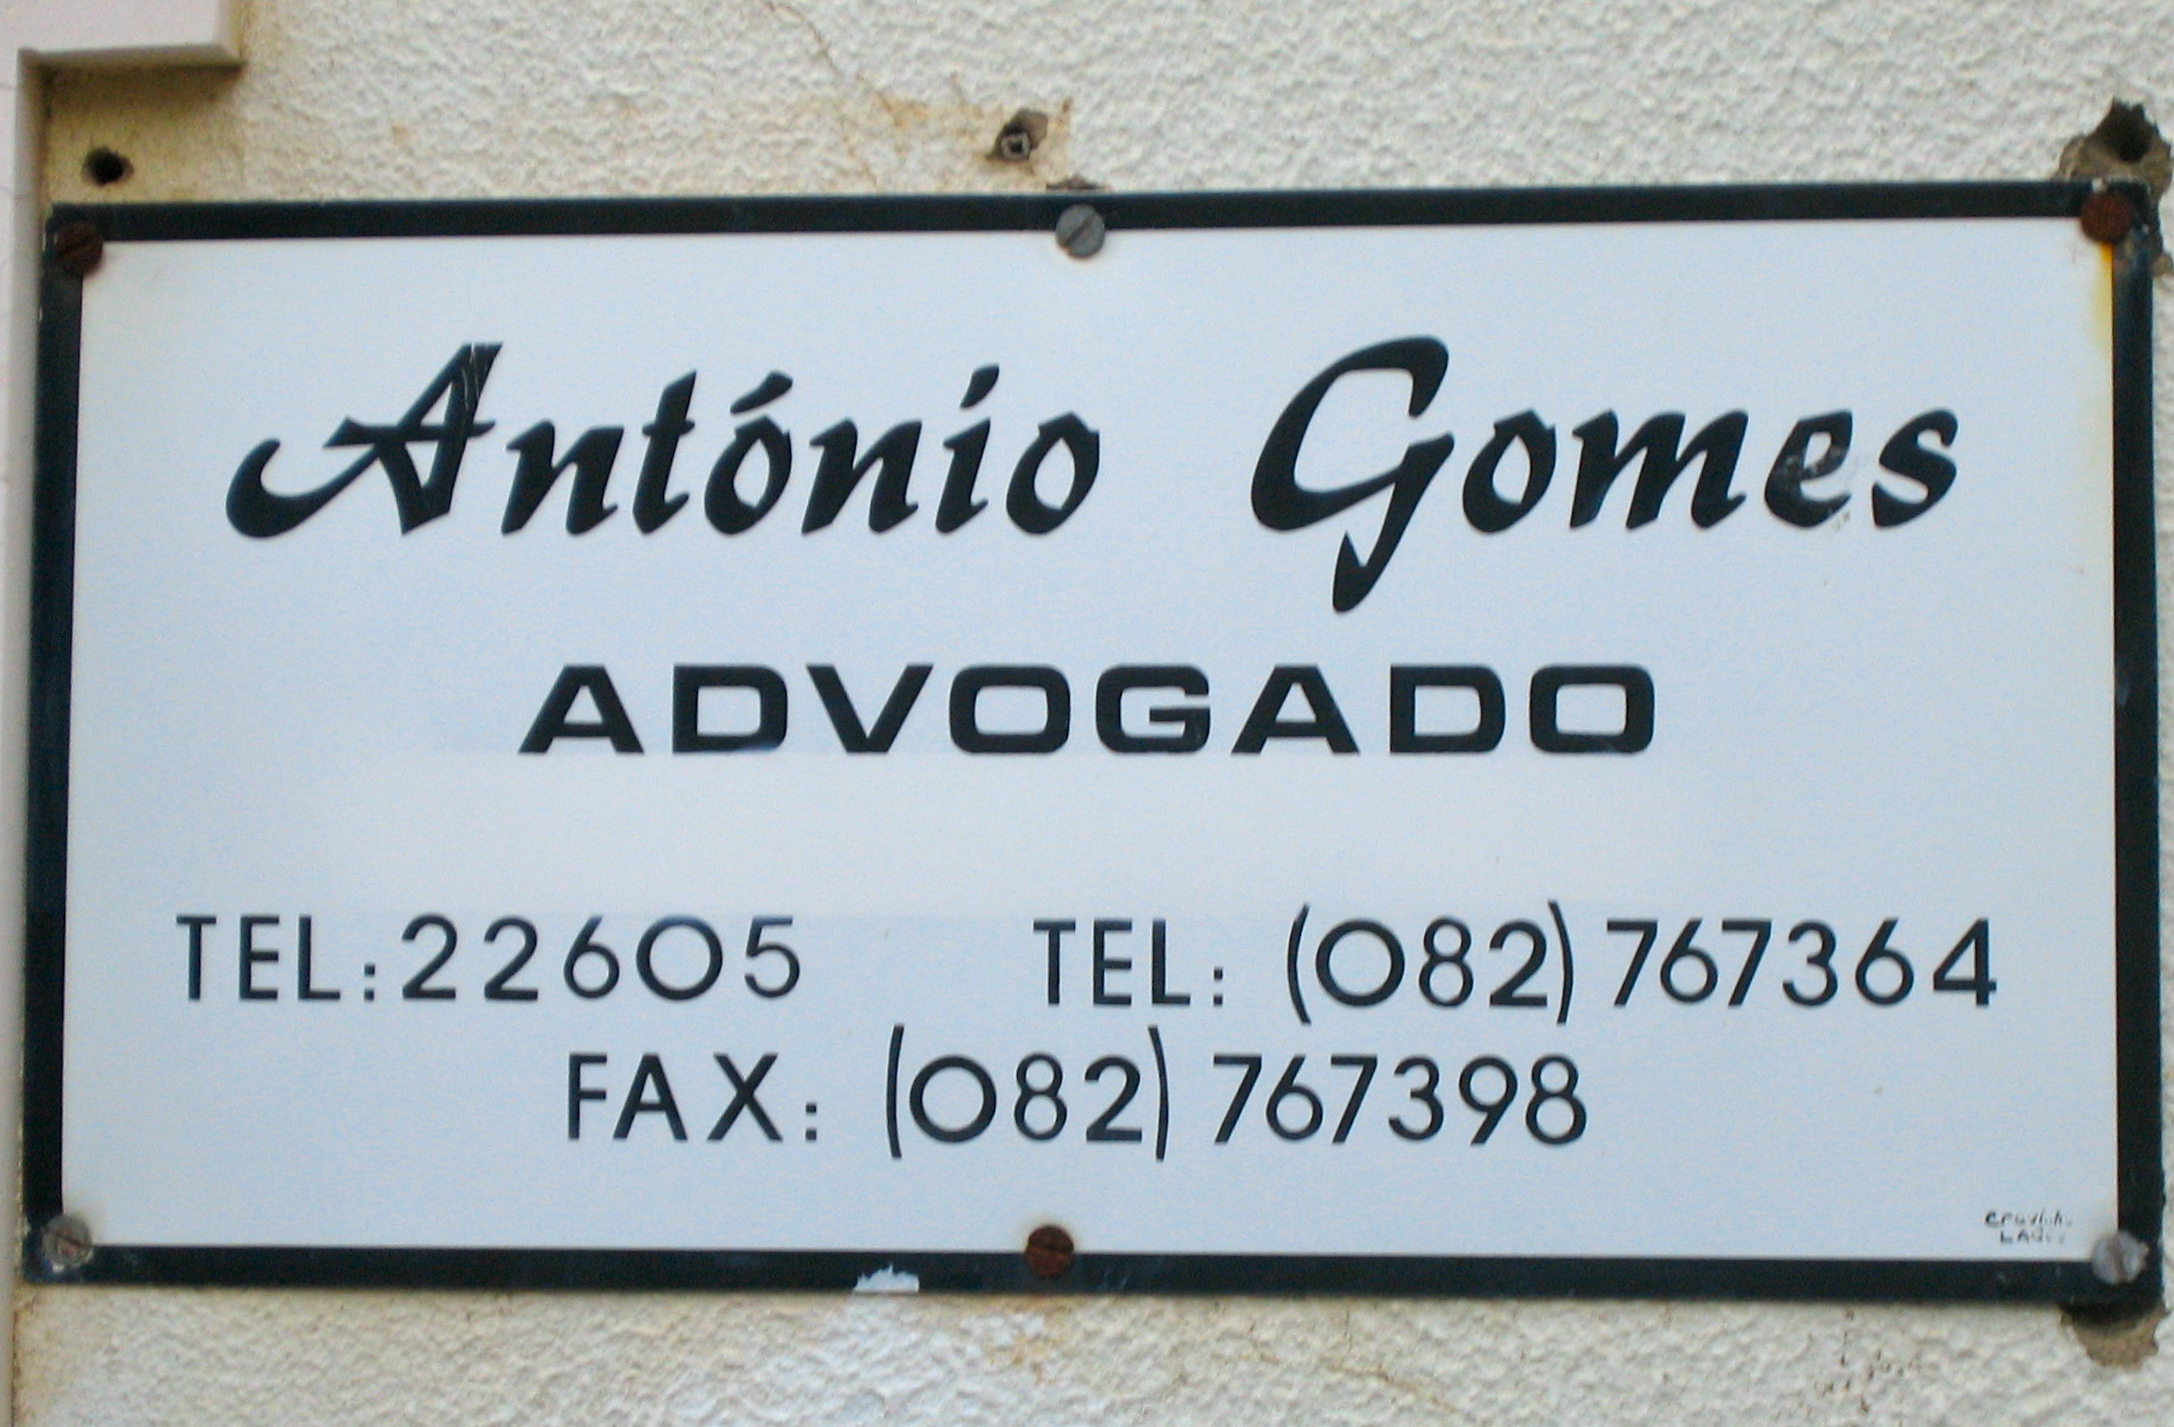 António Gomes
ADVOGADO
TEL:22605 TEL: (082) 767364
FAX: (082) 767398